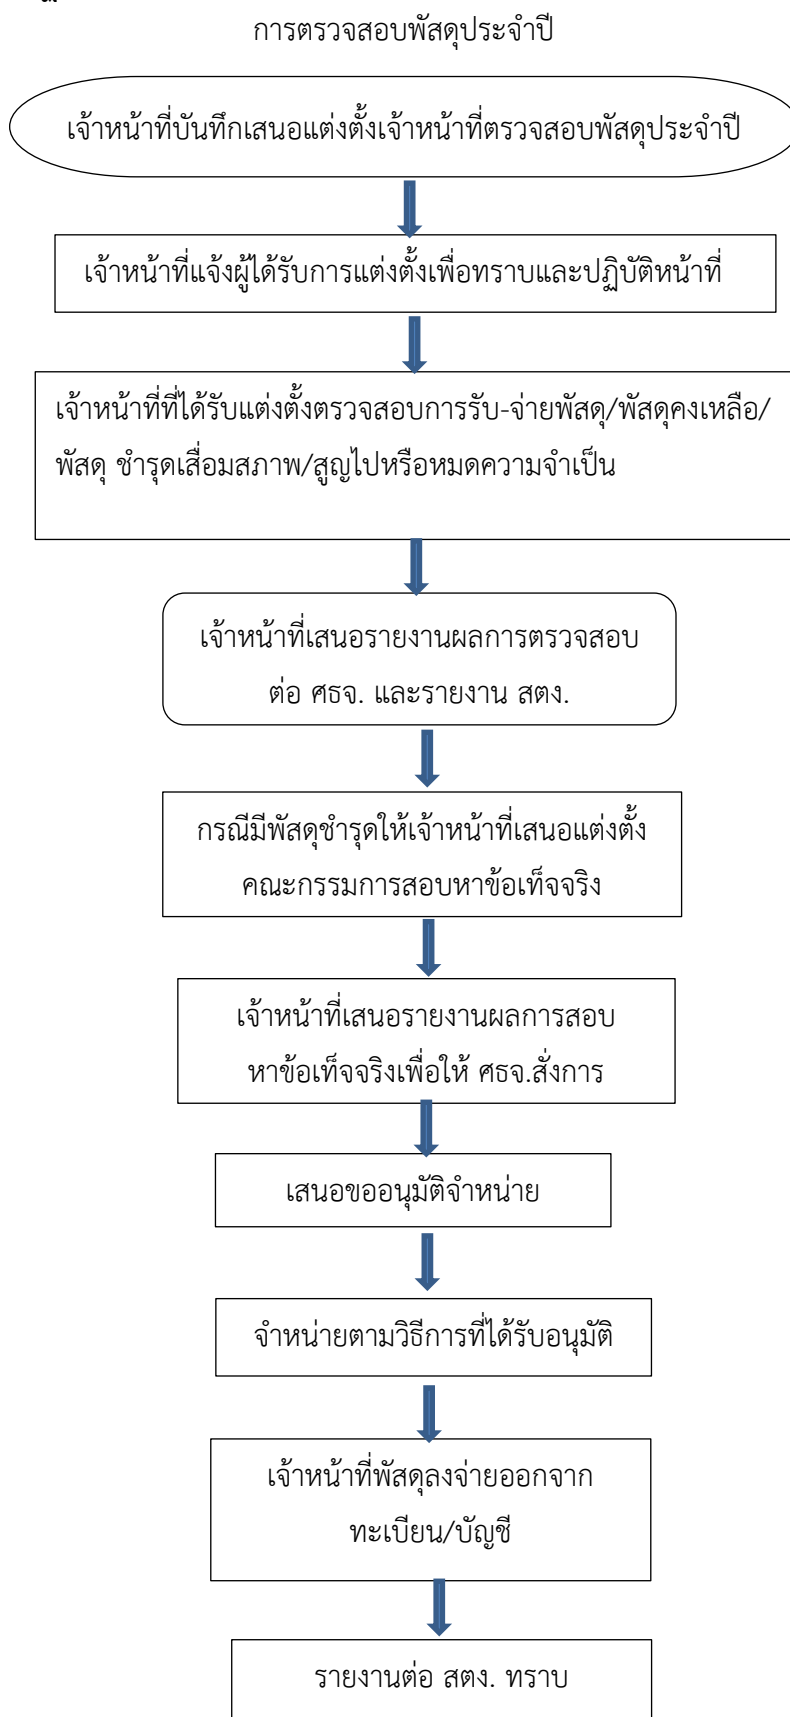 การตรวจสอบพัสดุประจำปี
เจ้าหน้าที่บันทึกเสนอแต่งตั้งเจ้าหน้าที่ตรวจสอบพัสดุประจำปี
เจ้าหน้าที่แจ้งผู้ได้รับการแต่งตั้งเพื่อทราบและปฏิบัติหน้าที่
เจ้าหน้าที่ที่ได้รับแต่งตั้งตรวจสอบการรับ-จ่ายพัสดุ/พัสดุคงเหลือ/
พัสดุ ชำรุดเสื่อมสภาพ/สูญไปหรือหมดความจำเป็น
เจ้าหน้าที่เสนอรายงานผลการตรวจสอบ
ต่อ ศธจ. และรายงาน สตง.
กรณีมีพัสดุชำรุดให้เจ้าหน้าที่เสนอแต่งตั้ง
คณะกรรมการสอบหาข้อเท็จจริง
เจ้าหน้าที่เสนอรายงานผลการสอบ
หาข้อเท็จจริงเพื่อให้ ศธจ.สั่งการ
เสนอขออนุมัติจำหน่าย
จำหน่ายตามวิธีการที่ได้รับอนุมัติ
เจ้าหน้าที่พัสดุลงจ่ายออกจาก
ทะเบียน/บัญชี
รายงานต่อ สตง. ทราบ